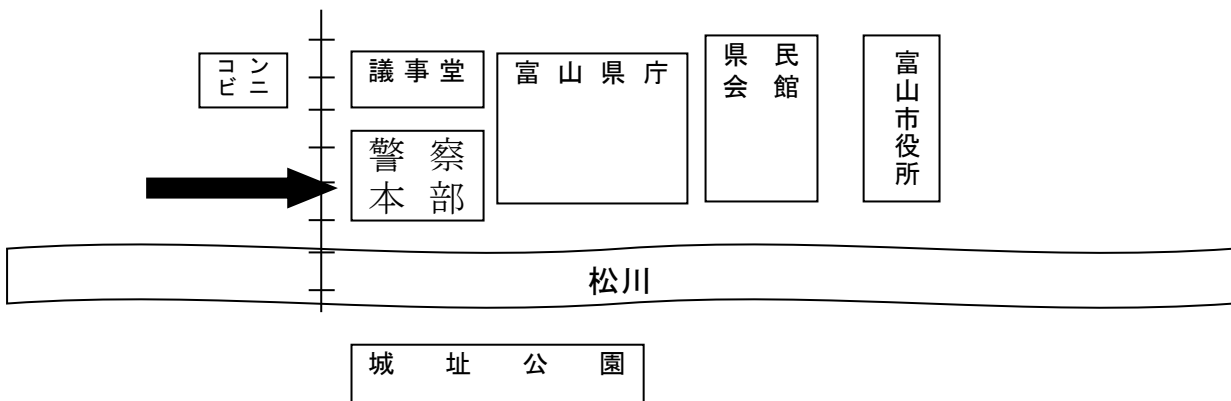 コン
ビニ
議事堂
警察
本部
富山県庁
県民
会館
富山市役所
松川
城址公園